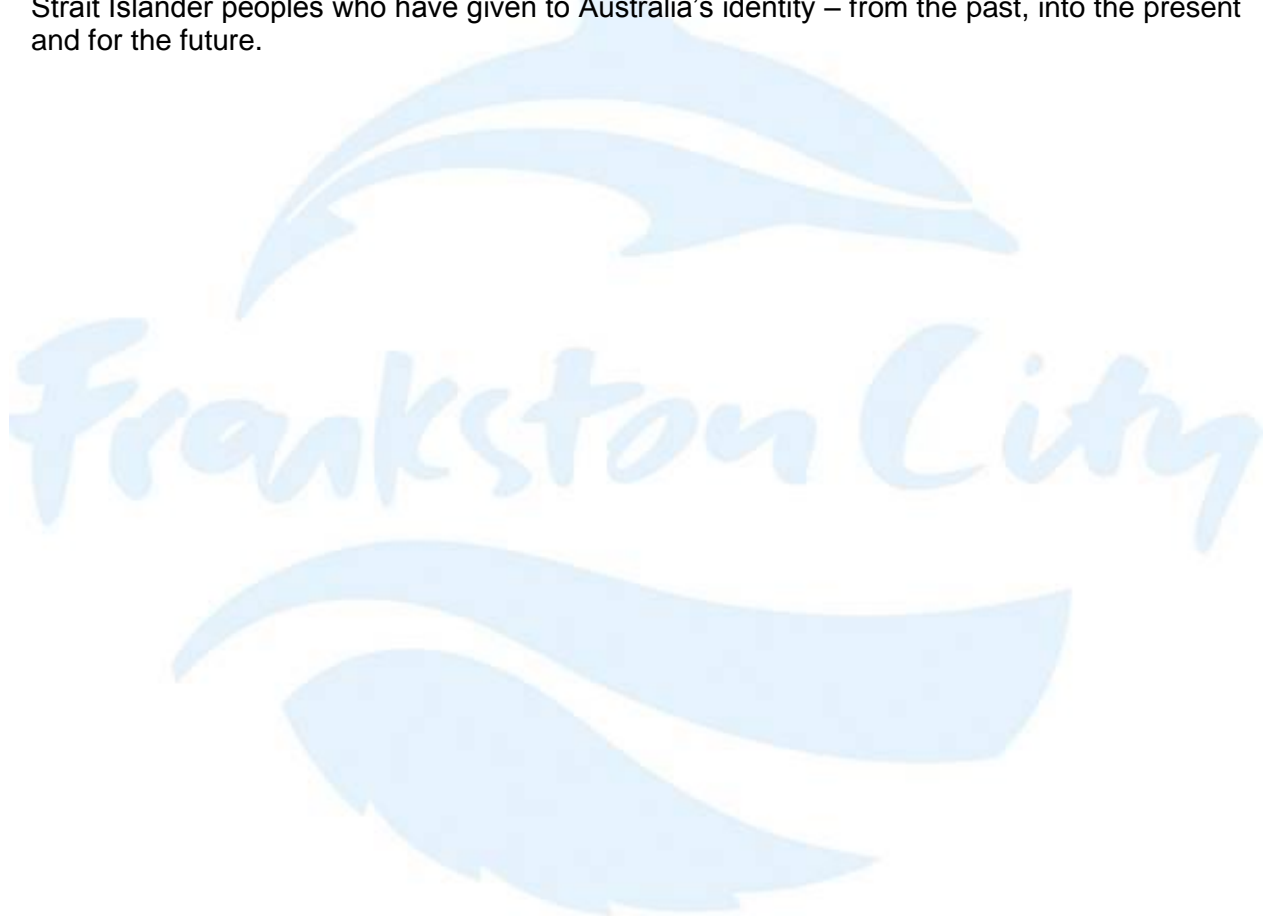 Strait Islander peoples who have given to Australia’s identity – from the past, into the present
and for the future.
Frankston City